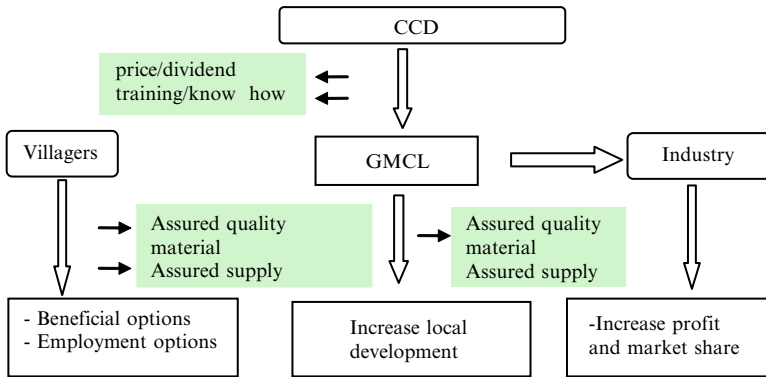 CCD
price/dividend
training/know how
Villagers
GMCL
Industry
Assured quality
material
Assured supply
Assured quality
material
Assured supply
- Beneficial options
- Employment options
Increase local
development
-Increase profit
and market share